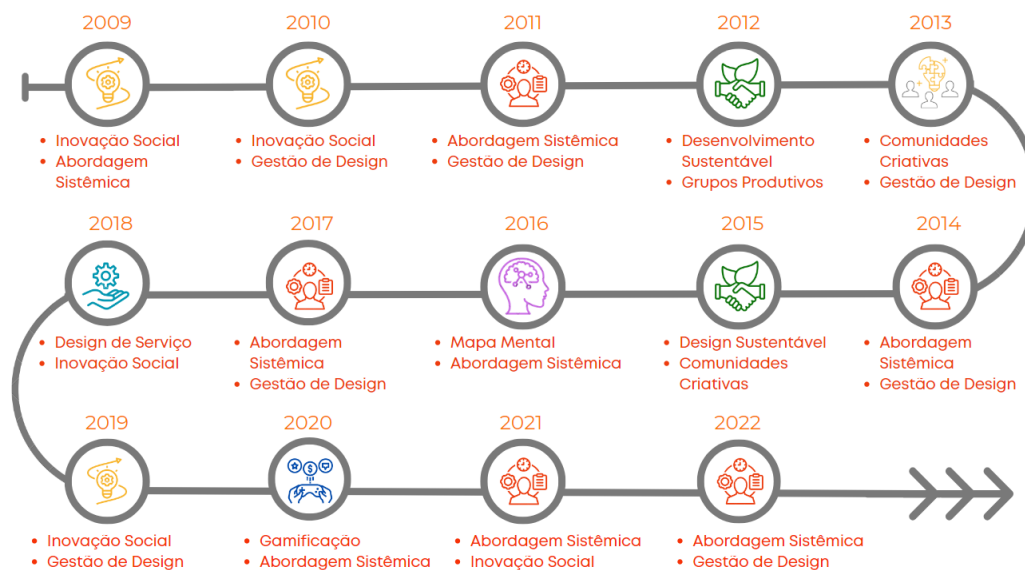 2009
2010
2011
2012
2013
• Inovação Social
• Abordagem
Sistêmica
• Inovação Social
• Gestão de Design
• Abordagem Sistêmica
• Gestão de Design
• Desenvolvimento
Sustentável
• Grupos Produtivos
• Comunidades
Criativas
• Gestão de Design
2018
2017
2016
2015
2014
• Design de Serviço
• Inovação Social
• Abordagem
Sistêmica
• Gestão de Design
• Mapa Mental
• Abordagem Sistêmica
• Design Sustentável
• Comunidades
Criativas
• Abordagem
Sistêmica
• Gestão de Design
2019
2020
2021
2022
• Inovação Social
• Gestão de Design
• Gamificação
• Abordagem Sistêmica
• Abordagem Sistêmica
• Inovação Social
• Abordagem Sistêmica
• Gestão de Design